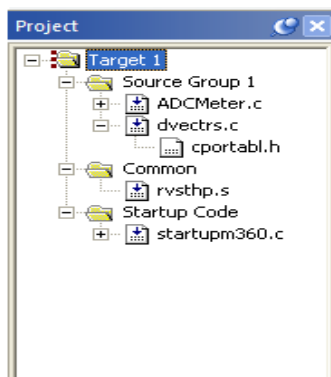 Project
Target 1
Source Group 1
ADCMeter.c
dvectrs.c
cportabl.h
Common
rvsthp.s
Startup Code
startupm360.c